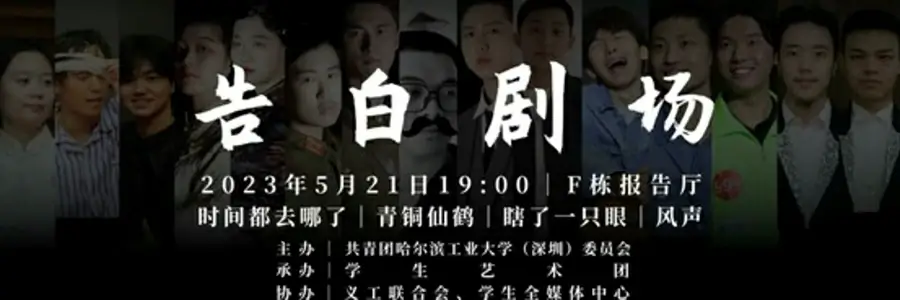 告白剧场
2023年5月21日19:00｜F栋报告厅
时间都去哪了｜青铜仙鹤｜瞎了一只眼｜风声
主办｜共青团哈尔滨工业大学（深圳）委员会
承办｜学生艺术团
协办｜义工联合会、学生全媒体中心